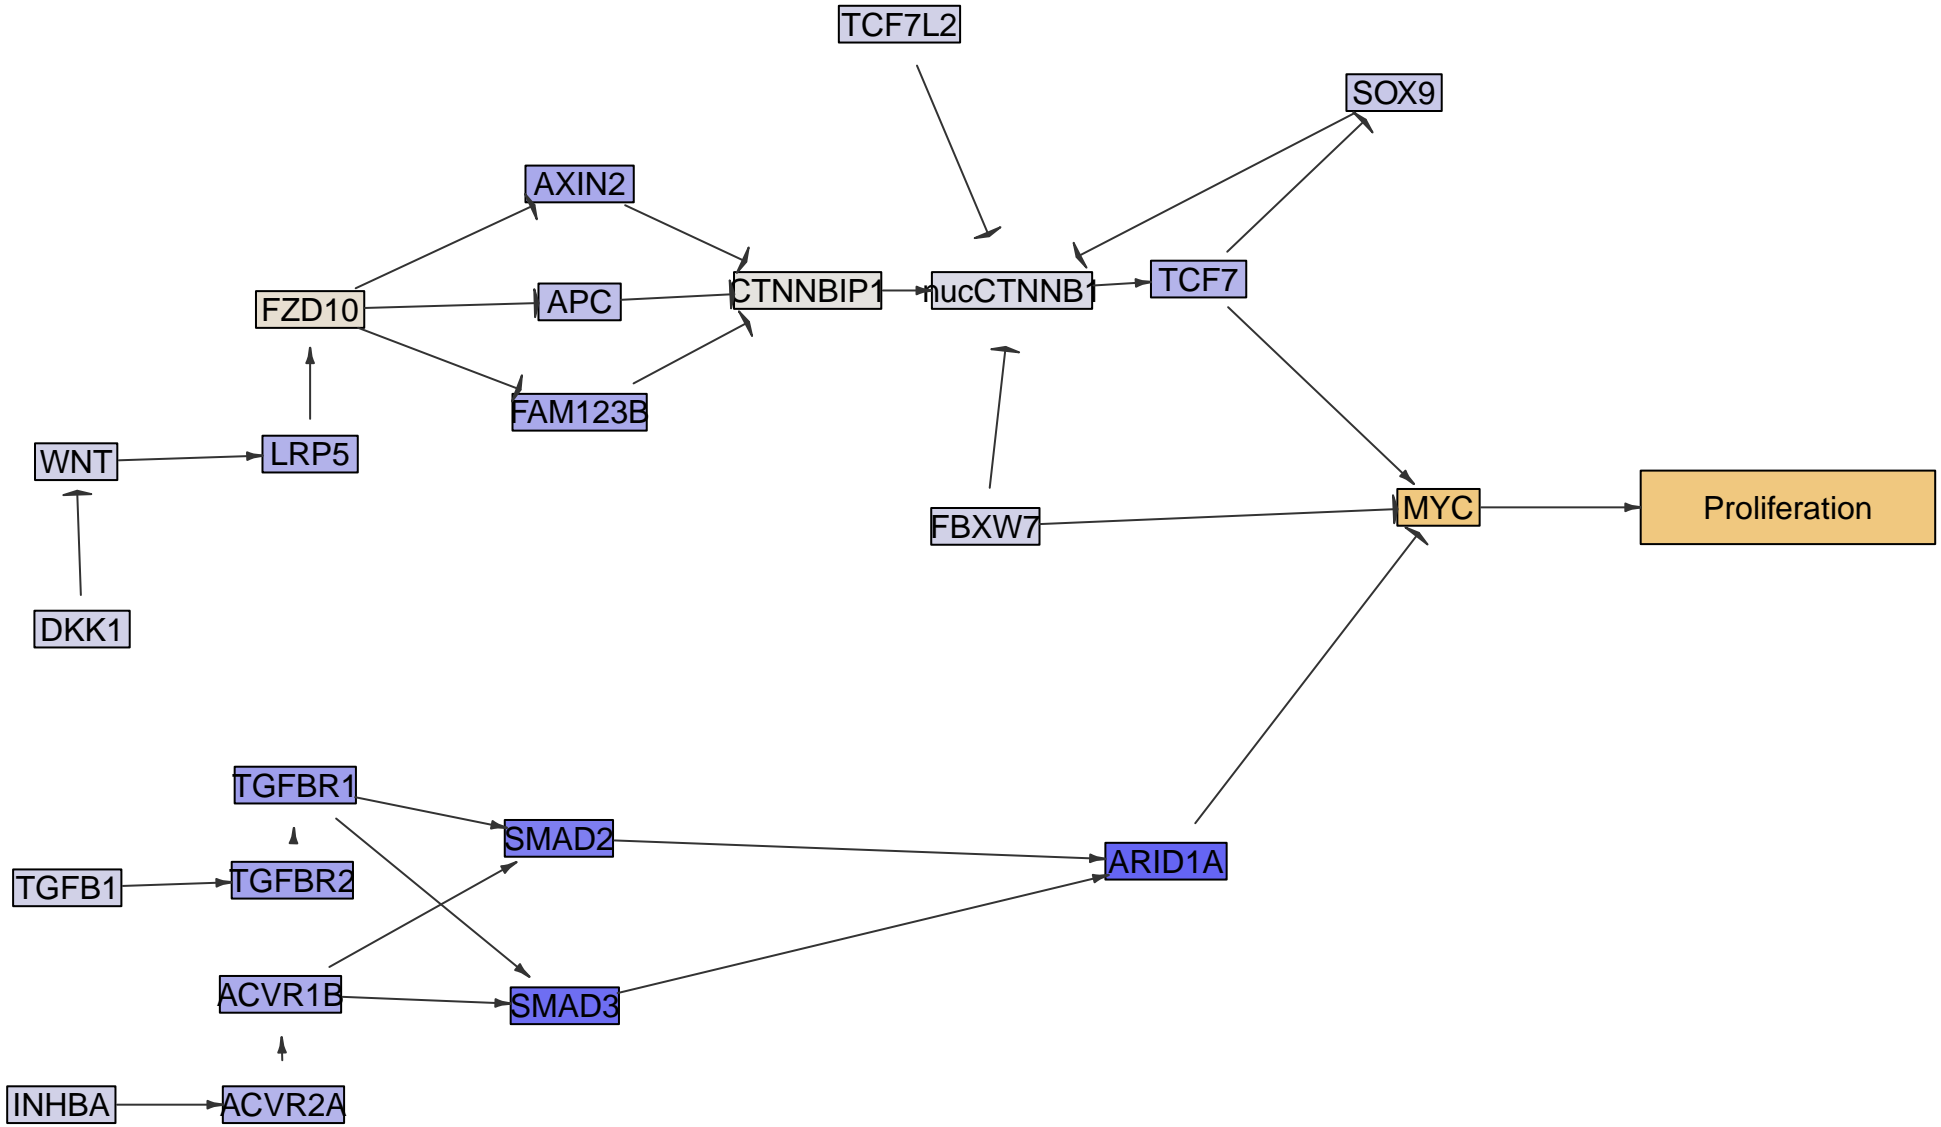 TCF7L2
SOX9
AXIN2
FZD10
APC
CTNNBIP1
nucCTNNB1
TCF7
FAM123B
WNT
LRP5
FBXW7
MYC
Proliferation
DKK1
TGFBR1
SMAD2
ARID1A
TGFB1
TGFBR2
ACVR1B
SMAD3
INHBA
ACVR2A